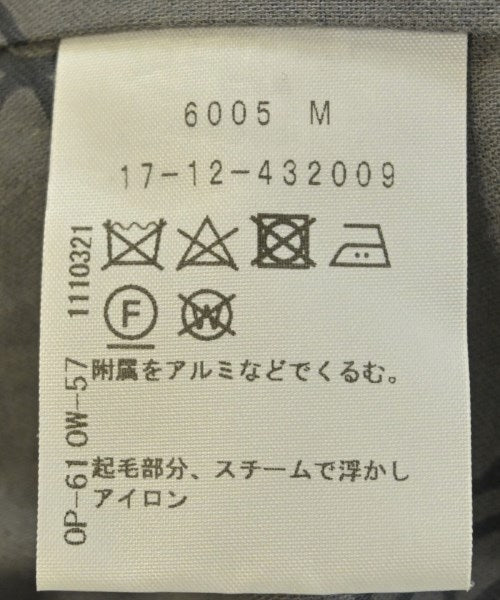 6005 M
17-12-432009
F
W
附属をアルミなどでくるむ。
起毛部分、スチームで浮かし
アイロン
OP-61 OW-57 1110321